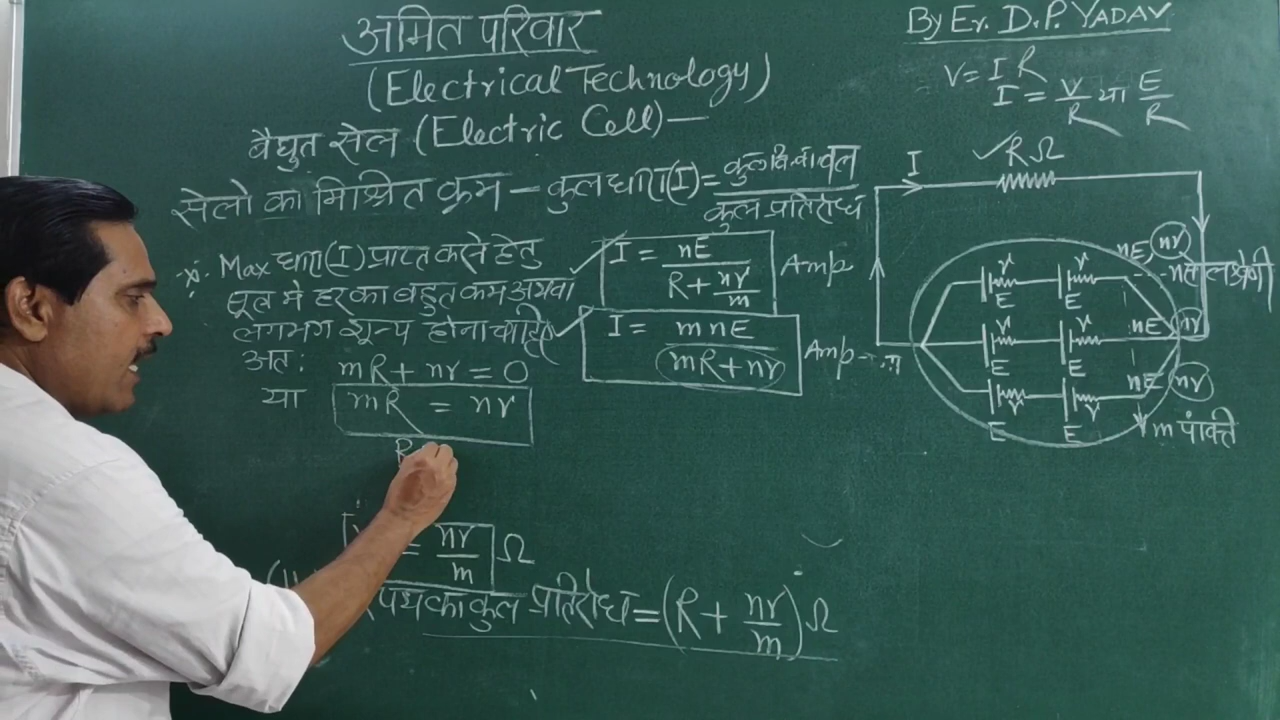 अमित परिवार
By Er. D.P. YADAV
(Electrical Technology)
V = I R
I = V/R या E/R
वैद्युत सेल (Electric Cell)—
सेलो का मिश्रित क्रम – कुल धारा (I) = कुल वि.वा.बल / कुल प्रतिरोध
Max धारा (I) प्राप्त करने हेतु
I = nE / R + nr/m Amp
मूल मे हर का बहुत कम अथवा
लगभग शून्य होना चाहिए
I = mnE / (mR + nr) Amp
अतः mR + nr = 0
या mR = nr
R
= nr/m Ω
पथ का कुल प्रतिरोध = (R + nr/m) Ω
I
RΩ
nE, nr
r r
E E
r r nE nr
E E
nE nr
r r
E E
m पंक्ति